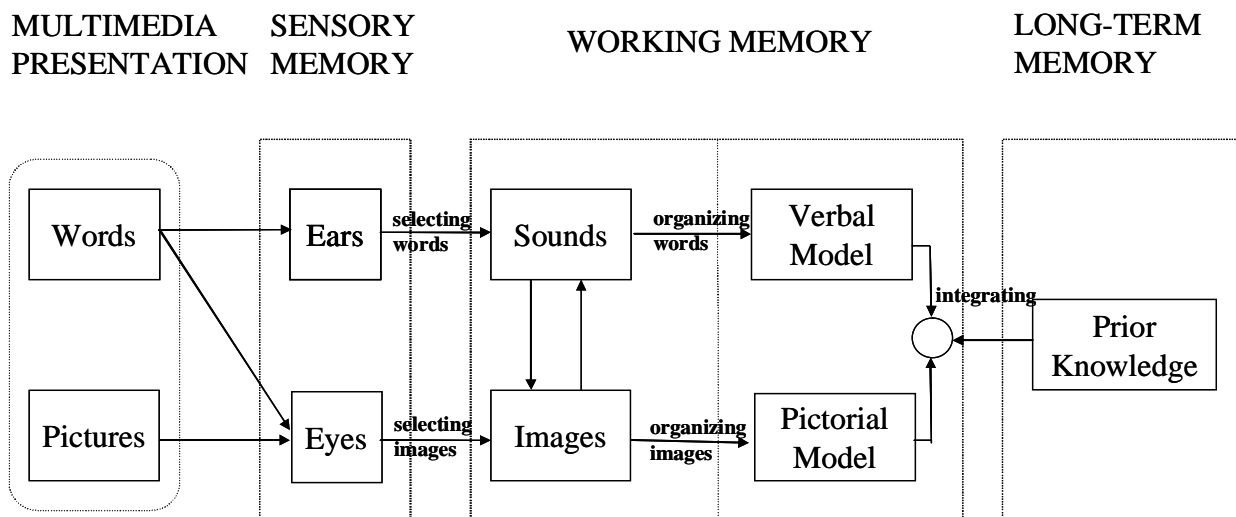 MULTIMEDIA
PRESENTATION
SENSORY
MEMORY
WORKING MEMORY
LONG-TERM
MEMORY
Words
Ears
selecting
words
Sounds
organizing
words
Verbal
Model
integrating
Prior
Knowledge
Pictures
Eyes
selecting
images
Images
organizing
images
Pictorial
Model